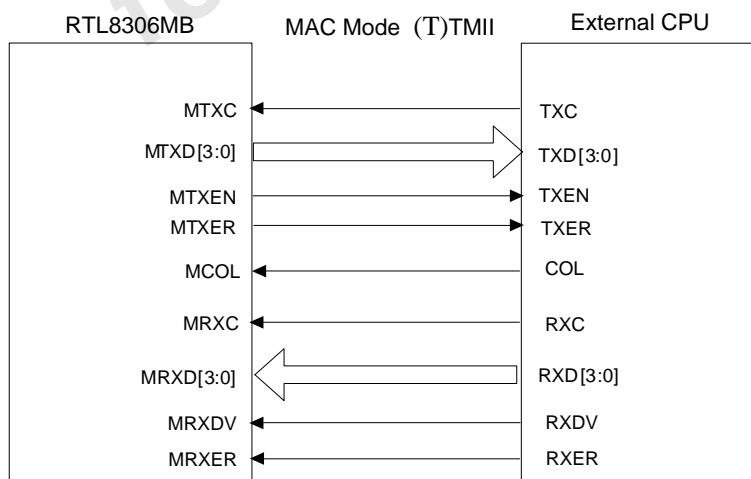 RTL8306MB MAC Mode (T)TMII External CPU
MTXC TXC
MTXD[3:0] TXD[3:0]
MTXEN TXEN
MTXER TXER
MCOL COL
MRXC RXC
MRXD[3:0] RXD[3:0]
MRXDV RXDV
MRXER RXER